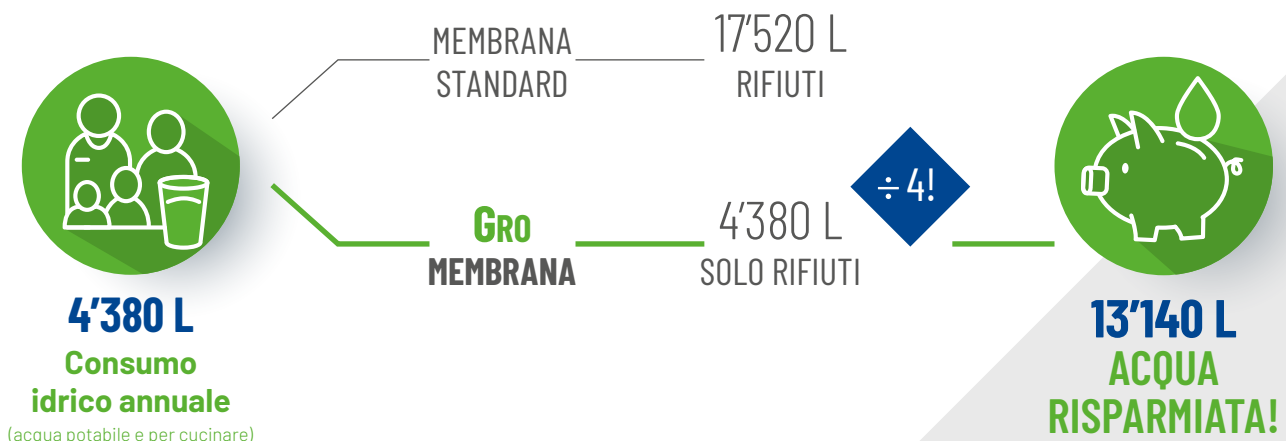 MEMBRANA
STANDARD
17'520 L
RIFIUTI
GRO
MEMBRANA
4'380 L
SOLO RIFIUTI
÷ 4!
4'380 L
Consumo
idrico annuale
(acqua potabile e per cucinare)
13'140 L
ACQUA
RISPARMIATA!